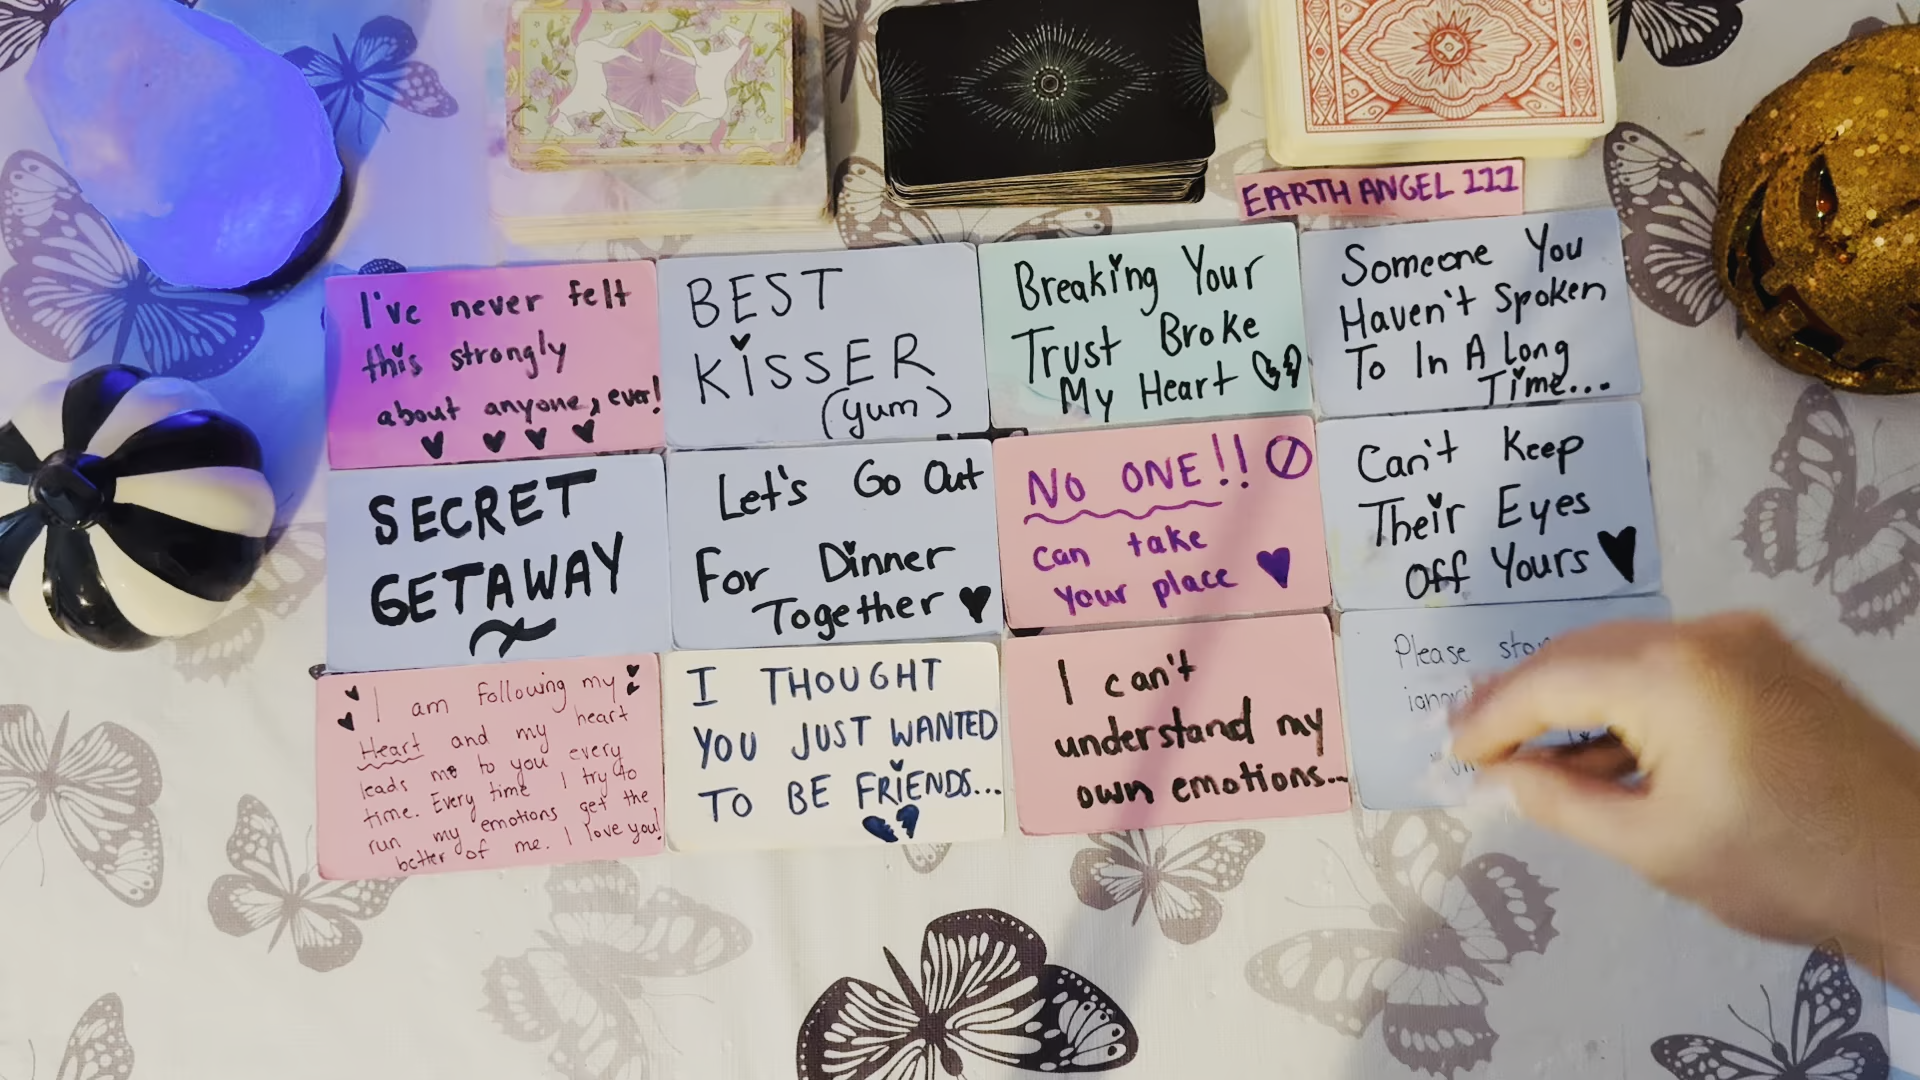 EARTH ANGEL 111
I've never felt
this strongly
about anyone, ever!
BEST
KISSER
(yum)
Breaking Your
Trust Broke
My Heart
Someone You
Haven't Spoken
To In A Long
Time...
SECRET
GETAWAY
Let's Go Out
For Dinner
Together
NO ONE!!
can take
your place
Can't Keep
Their Eyes
Off Yours
I am following my
Heart and my heart
leads me to you every
time. Every time I try to
run my emotions get the
better of me. I love you!
I THOUGHT
YOU JUST WANTED
TO BE FRIENDS...
I can't
understand my
own emotions...
Please